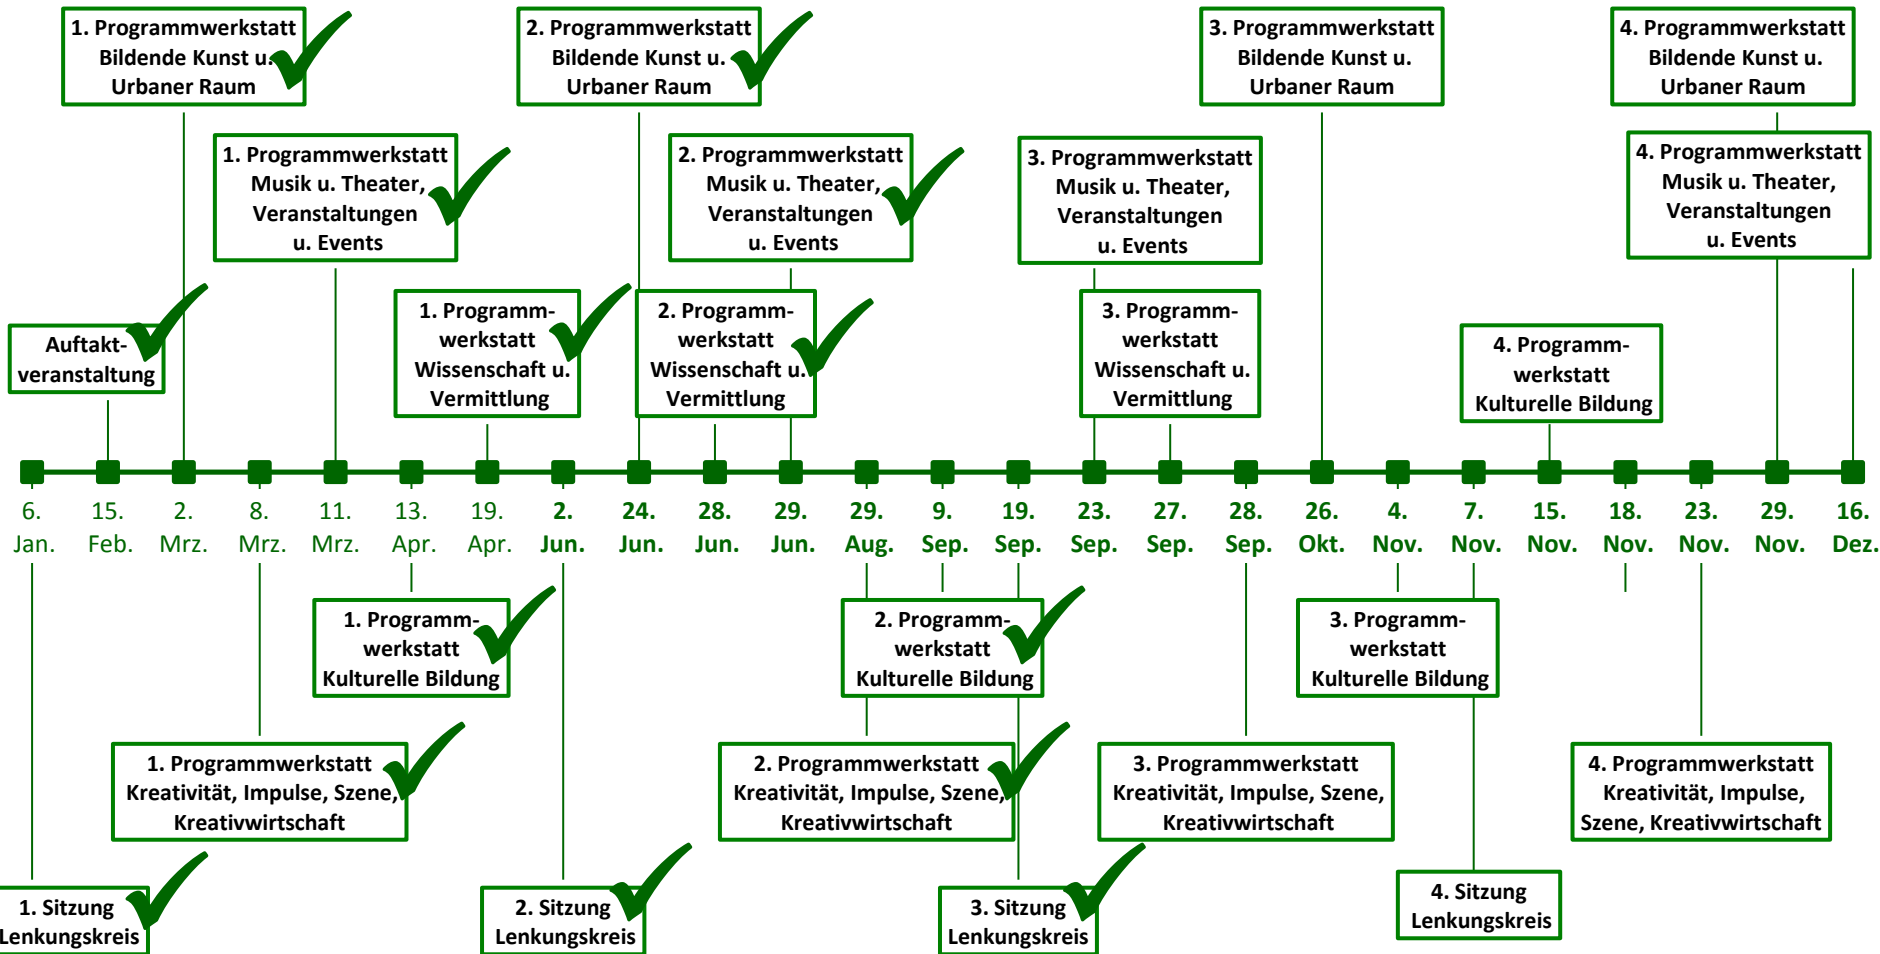 1. Programmwerkstatt
Bildende Kunst u.
Urbaner Raum
2. Programmwerkstatt
Bildende Kunst u.
Urbaner Raum
3. Programmwerkstatt
Bildende Kunst u.
Urbaner Raum
4. Programmwerkstatt
Bildende Kunst u.
Urbaner Raum
1. Programmwerkstatt
Musik u. Theater,
Veranstaltungen
u. Events
2. Programmwerkstatt
Musik u. Theater,
Veranstaltungen
u. Events
3. Programmwerkstatt
Musik u. Theater,
Veranstaltungen
u. Events
4. Programmwerkstatt
Musik u. Theater,
Veranstaltungen
u. Events
Auftakt-
veranstaltung
1. Programm-
werkstatt
Wissenschaft u.
Vermittlung
2. Programm-
werkstatt
Wissenschaft u.
Vermittlung
3. Programm-
werkstatt
Wissenschaft u.
Vermittlung
4. Programm-
werkstatt
Kulturelle Bildung
6. 15. 2. 8. 11. 13. 19. 2. 24. 28. 29. 29. 9. 19. 23. 27. 28. 26. 4. 7. 15. 18. 23. 29. 16.
Jan. Feb. Mrz. Mrz. Mrz. Apr. Apr. Jun. Jun. Jun. Jun. Aug. Sep. Sep. Sep. Sep. Sep. Okt. Nov. Nov. Nov. Nov. Nov. Nov. Dez.
1. Programm-
werkstatt
Kulturelle Bildung
2. Programm-
werkstatt
Kulturelle Bildung
3. Programm-
werkstatt
Kulturelle Bildung
1. Programmwerkstatt
Kreativität, Impulse, Szene,
Kreativwirtschaft
2. Programmwerkstatt
Kreativität, Impulse, Szene,
Kreativwirtschaft
3. Programmwerkstatt
Kreativität, Impulse, Szene,
Kreativwirtschaft
4. Programmwerkstatt
Kreativität, Impulse,
Szene, Kreativwirtschaft
1. Sitzung
Lenkungskreis
2. Sitzung
Lenkungskreis
3. Sitzung
Lenkungskreis
4. Sitzung
Lenkungskreis